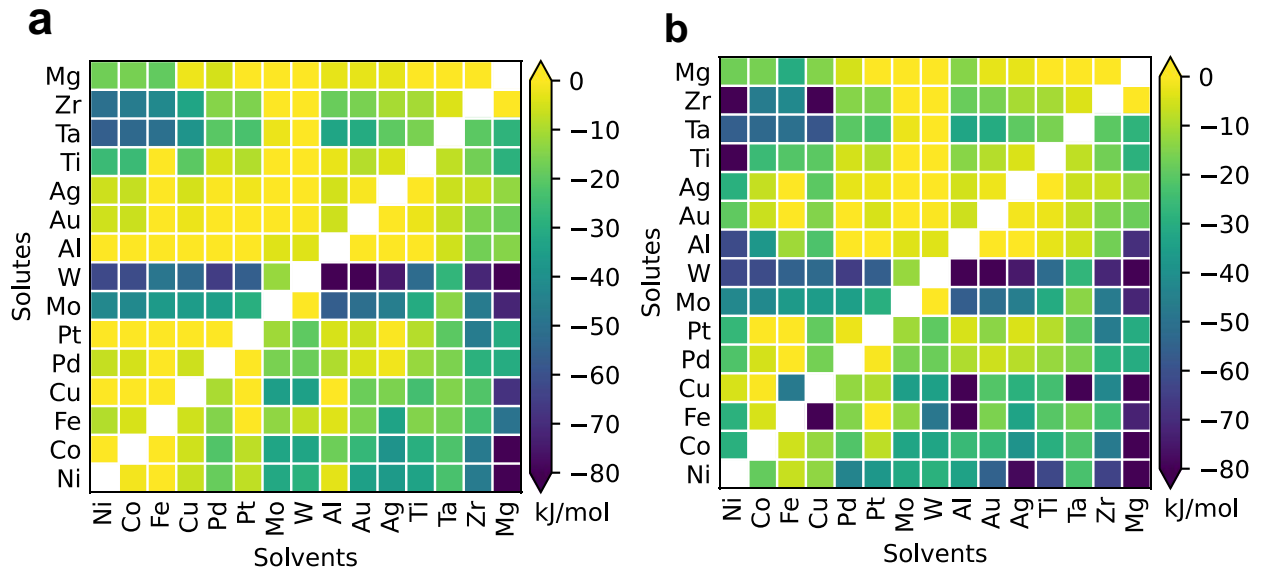 a
Mg
Zr
Ta
Ti
Ag
Au
Al
W
Mo
Pt
Pd
Cu
Fe
Co
Ni
Solutes
Ni Co Fe Cu Pd Pt Mo W Al Au Ag Ti Ta Zr Mg
Solvents
0
−10
−20
−30
−40
−50
−60
−70
−80
kJ/mol
b
Mg
Zr
Ta
Ti
Ag
Au
Al
W
Mo
Pt
Pd
Cu
Fe
Co
Ni
Solutes
Ni Co Fe Cu Pd Pt Mo W Al Au Ag Ti Ta Zr Mg
Solvents
0
−10
−20
−30
−40
−50
−60
−70
−80
kJ/mol